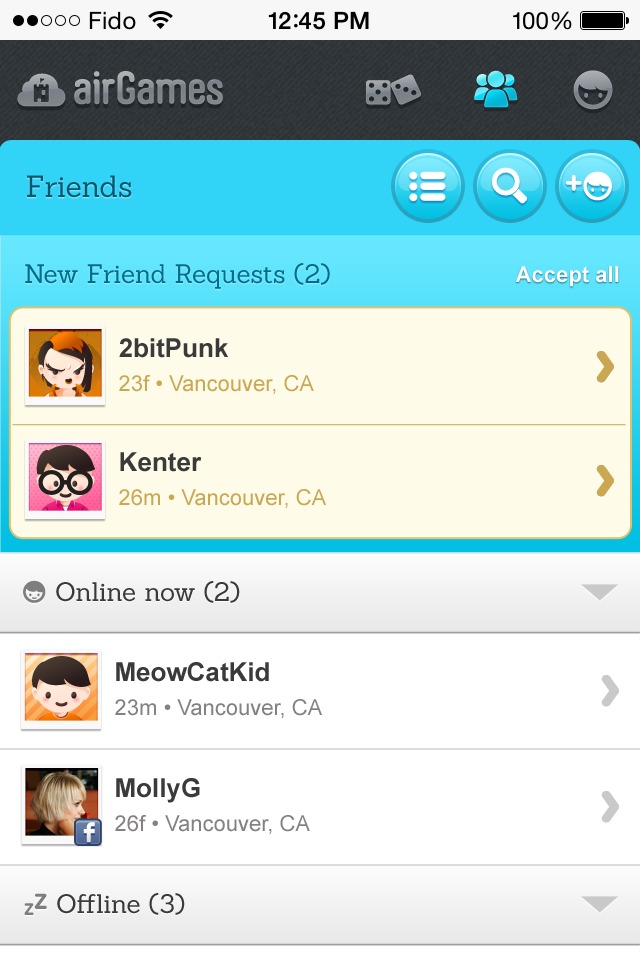 Fido 12:45 PM 100%
airGames
Friends
New Friend Requests (2) Accept all
2bitPunk
23f • Vancouver, CA
Kenter
26m • Vancouver, CA
Online now (2)
MeowCatKid
23m • Vancouver, CA
MollyG
f
26f • Vancouver, CA
zZ Offline (3)